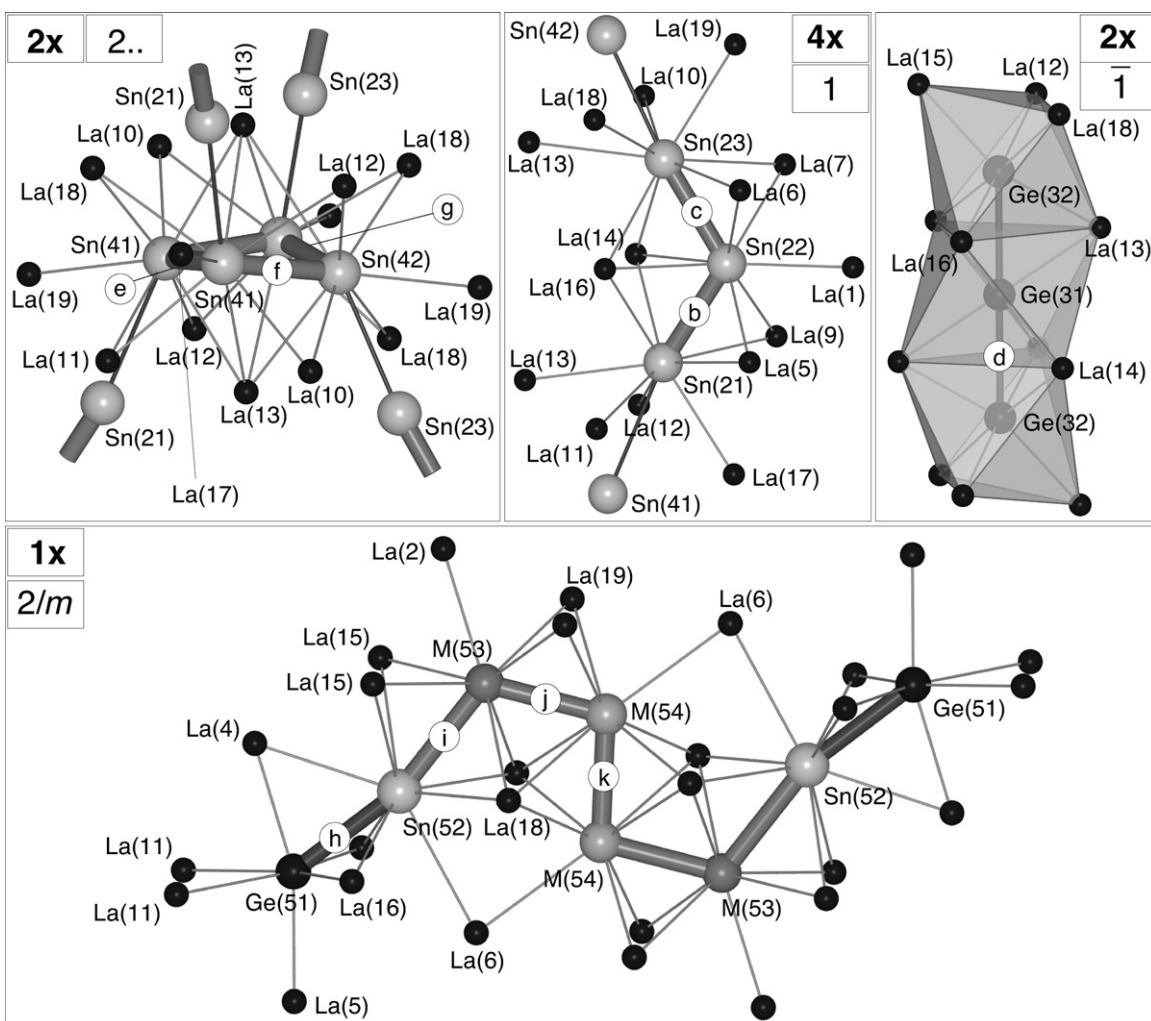 2x
2..
La(13)
Sn(21)
Sn(23)
La(10)
La(18)
La(12)
La(18)
g
Sn(41)
Sn(42)
La(19)
e
f
Sn(41)
La(19)
La(12)
La(18)
La(11)
La(13)
La(10)
Sn(21)
Sn(23)
La(17)
4x
1
Sn(42)
La(19)
La(10)
La(18)
La(13)
Sn(23)
La(7)
La(6)
c
La(14)
Sn(22)
La(16)
La(1)
b
La(9)
La(13)
Sn(21)
La(5)
La(12)
La(11)
La(17)
Sn(41)
2x
1̅
La(15)
La(12)
La(18)
Ge(32)
La(13)
La(16)
Ge(31)
d
La(14)
Ge(32)
1x
2/m
La(2)
La(19)
La(6)
La(15)
M(53)
La(15)
j
M(54)
Ge(51)
La(4)
i
k
Sn(52)
Sn(52)
h
La(18)
La(11)
La(11)
Ge(51)
La(16)
M(54)
M(53)
La(6)
La(5)